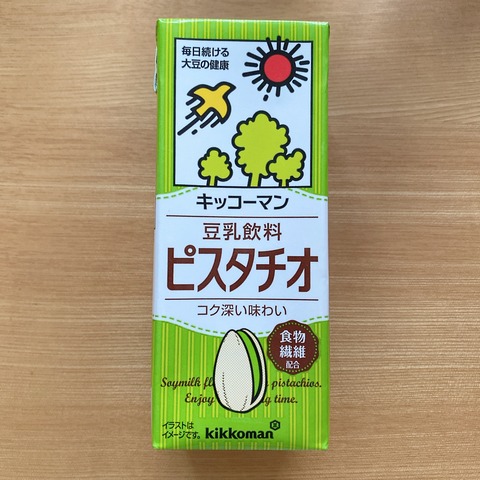 毎日続ける
大豆の健康
キッコーマン
豆乳飲料
ピスタチオ
コク深い味わい
食物
繊維
配合
Soymilk pistachios.
Enjoy time.
イラストは
イメージです。
kikkoman